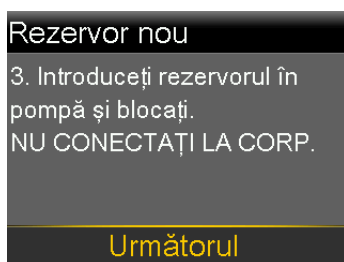 Rezervor nou
3. Introduceți rezervorul în
pompă și blocați.
NU CONECTAȚI LA CORP.
Următorul